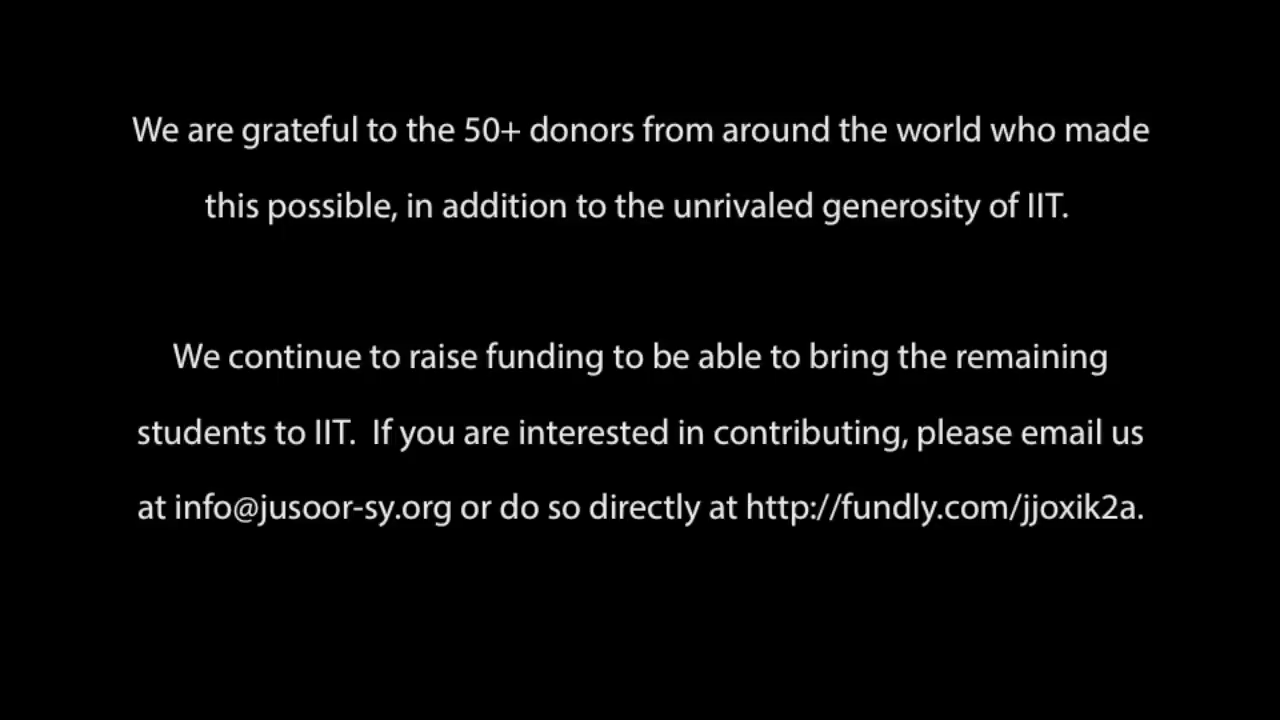 We are grateful to the 50+ donors from around the world who made
this possible, in addition to the unrivaled generosity of IIT.
We continue to raise funding to be able to bring the remaining
students to IIT.  If you are interested in contributing, please email us
at info@jusoor-sy.org or do so directly at http://fundly.com/jjoxik2a.